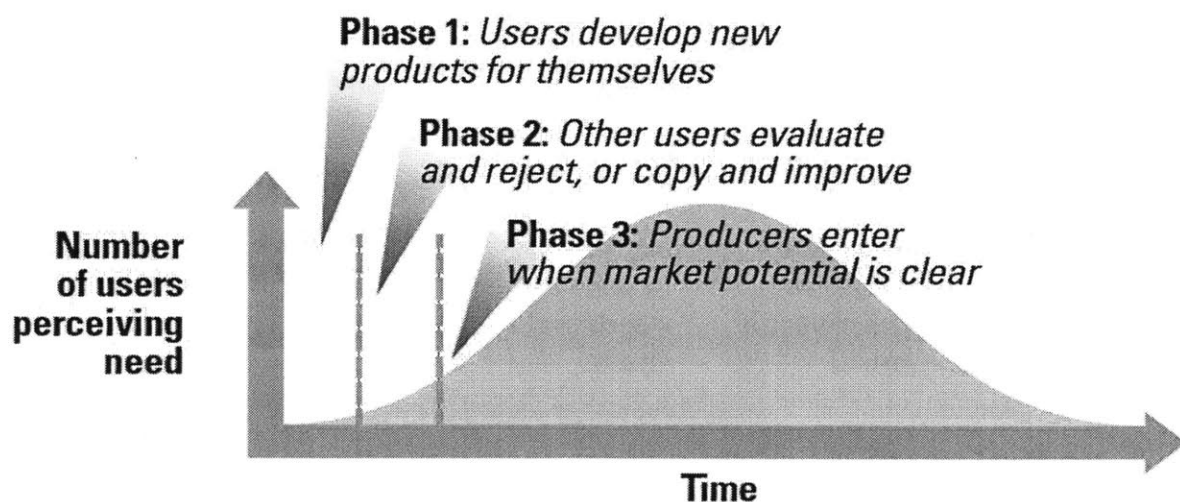 Phase 1: Users develop new
products for themselves
Phase 2: Other users evaluate
and reject, or copy and improve
Phase 3: Producers enter
when market potential is clear
Number
of users
perceiving
need
Time